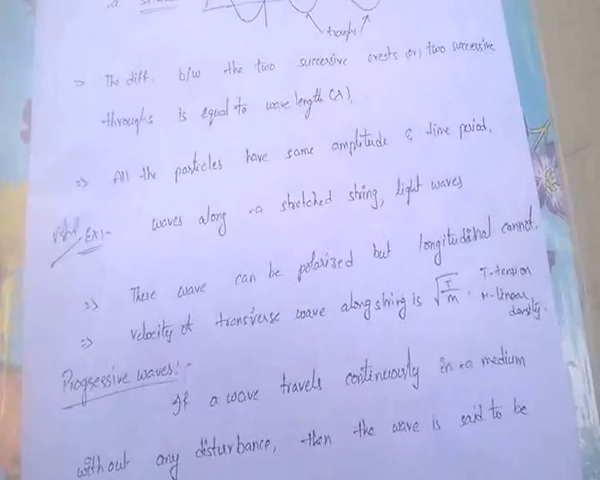 troughs
=> The diff. b/w the two successive crests (or) two successive
throughs is equal to wave length (λ).
=> All the particles have same amplitude & time period.
Ex:- waves along a stretched string, light waves
=> These wave can be polarized but longitudinal cannot.
=> velocity of transverse wave along string is √T/m. T-tension
m-linear
density.
Progressive waves:-
If a wave travels continuously in a medium
without any disturbance, then the wave is said to be